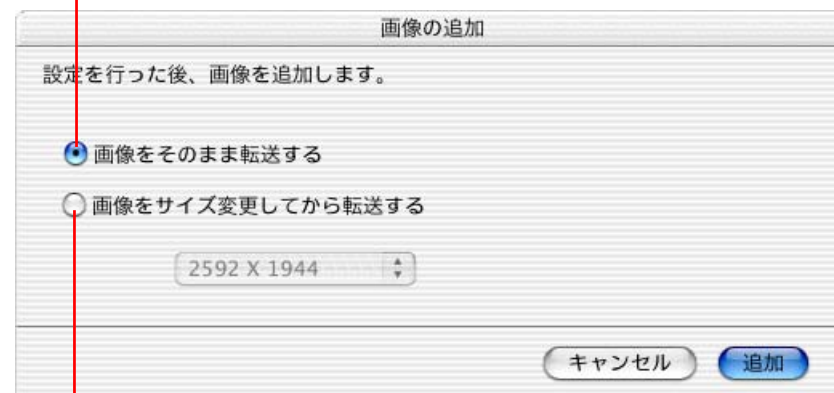 画像の追加
設定を行った後、画像を追加します。
画像をそのまま転送する
画像をサイズ変更してから転送する
2592 X 1944
キャンセル 追加